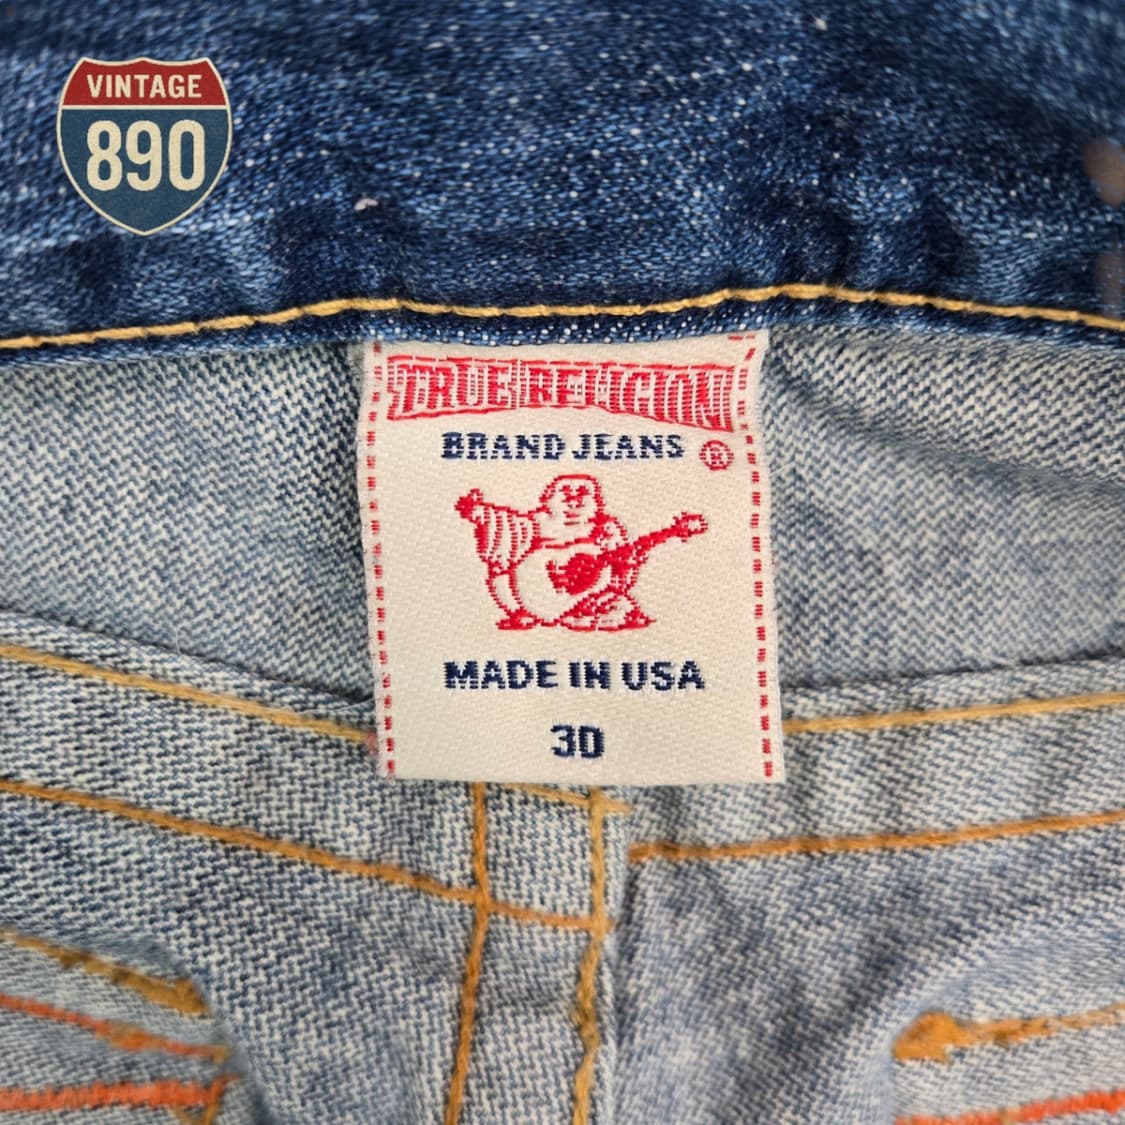 VINTAGE
890
TRUE RELIGION
BRAND JEANS ®
MADE IN USA
30